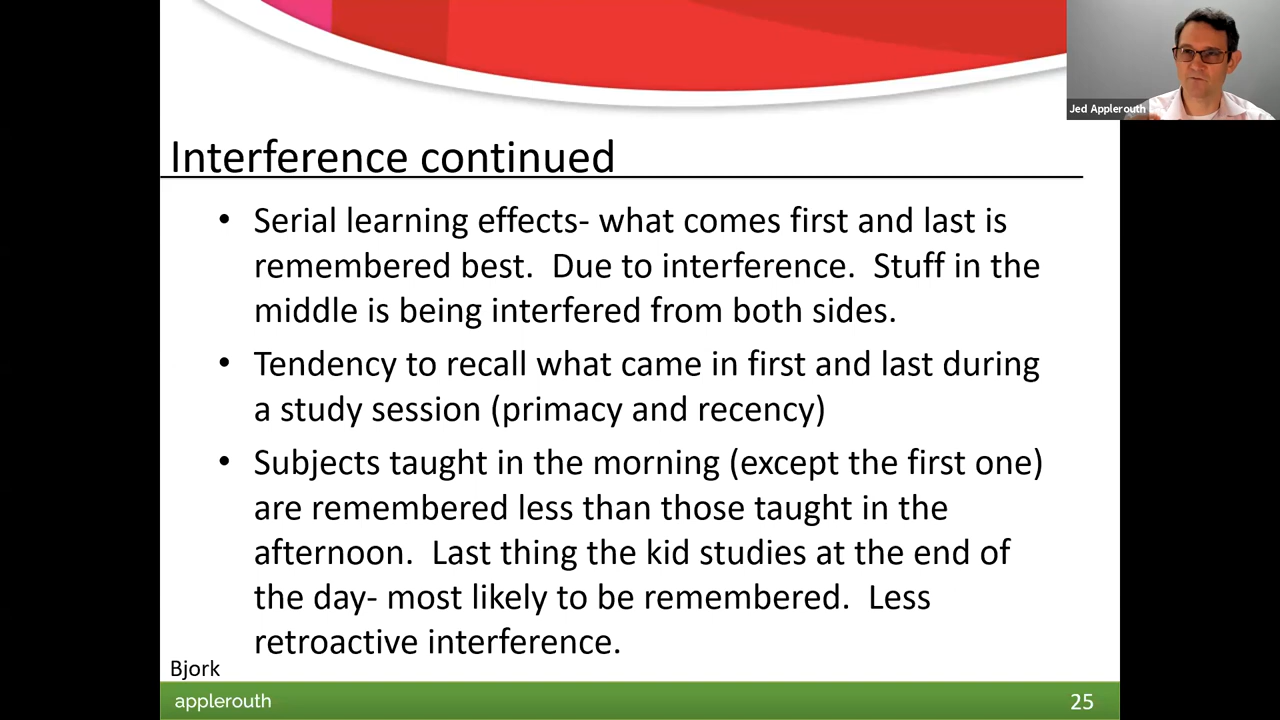 Jed Applerouth
Interference continued
• Serial learning effects- what comes first and last is
remembered best.  Due to interference.  Stuff in the
middle is being interfered from both sides.
• Tendency to recall what came in first and last during
a study session (primacy and recency)
• Subjects taught in the morning (except the first one)
are remembered less than those taught in the
afternoon.  Last thing the kid studies at the end of
the day- most likely to be remembered.  Less
retroactive interference.
Bjork
applerouth
25